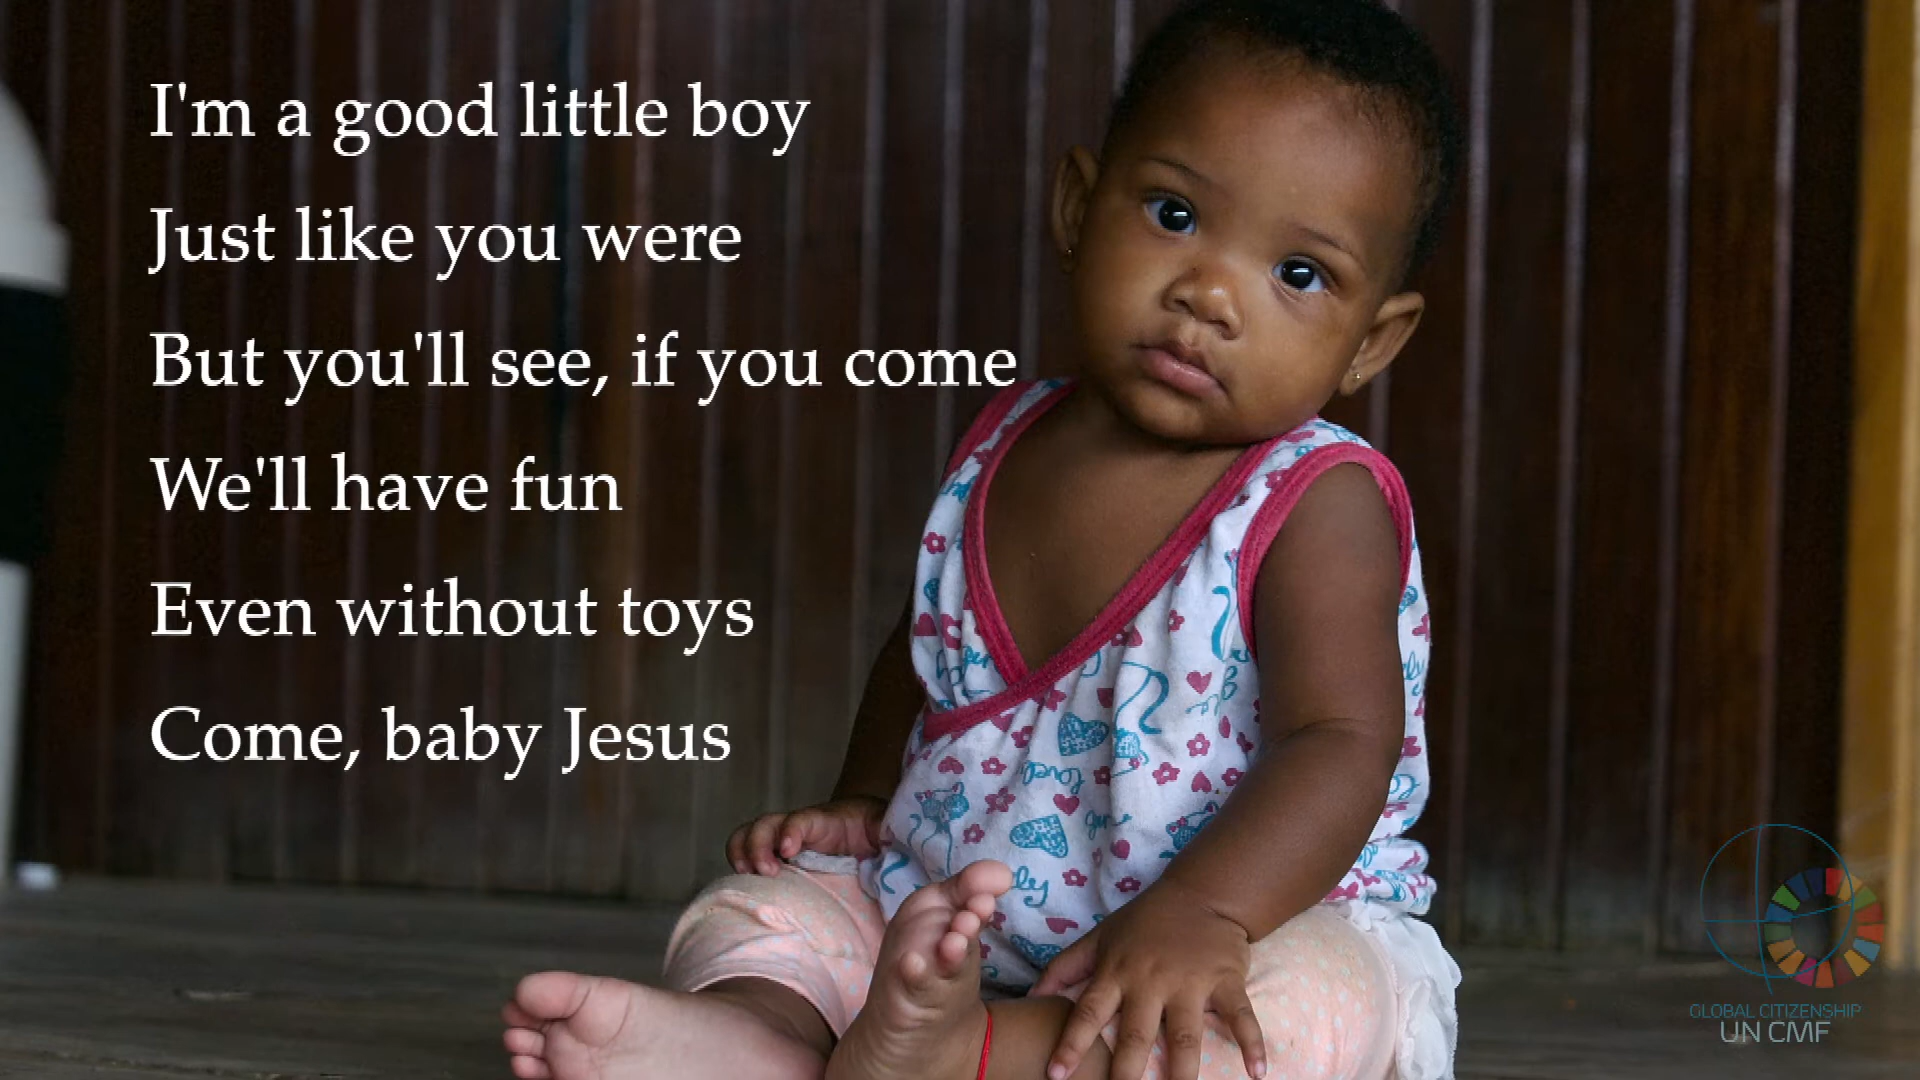 I'm a good little boy
Just like you were
But you'll see, if you come
We'll have fun
Even without toys
Come, baby Jesus
GLOBAL CITIZENSHIP
UN CMF